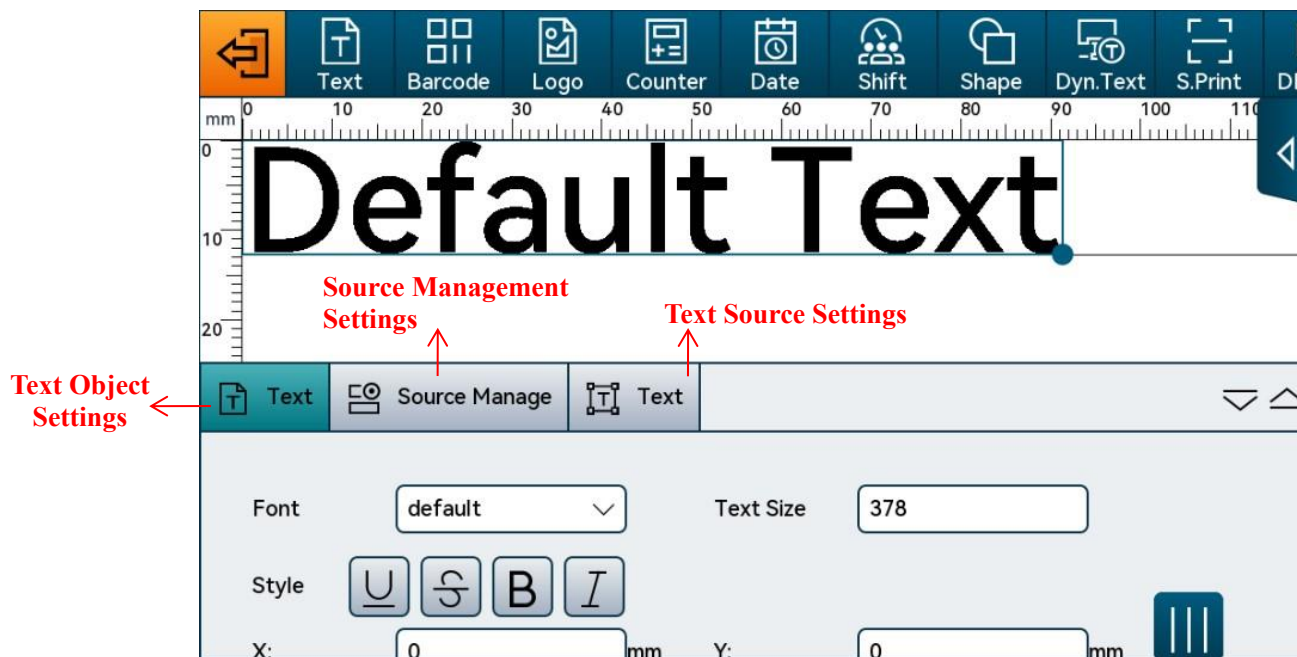 Text Barcode Logo Counter Date Shift Shape Dyn.Text S.Print
mm 0 10 20 30 40 50 60 70 80 90 100 110
0
Default Text
10
Source Management
Settings
Text Source Settings
20
Text Object
Settings
Text Source Manage Text
Font default Text Size 378
Style U S B I
X: 0 mm Y: 0 mm